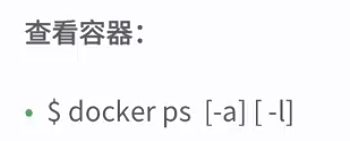 查看容器：
• $ docker ps [-a] [ -l]